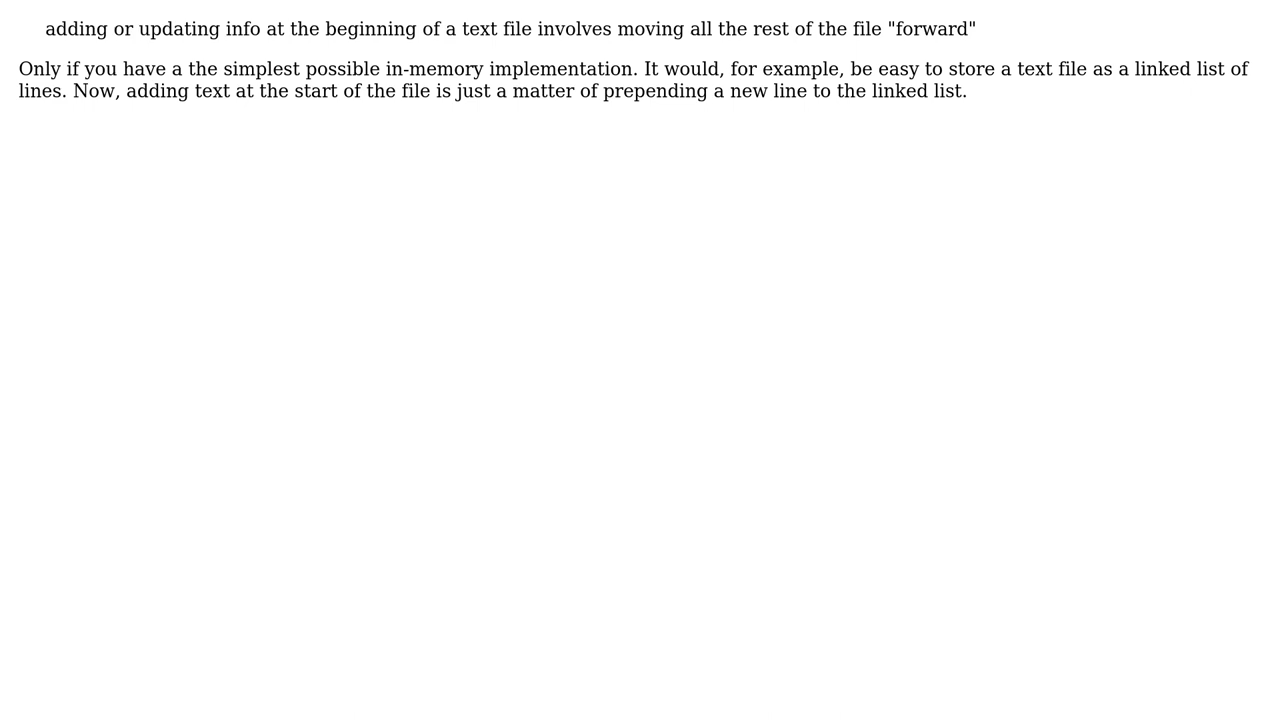 adding or updating info at the beginning of a text file involves moving all the rest of the file "forward"
Only if you have a the simplest possible in-memory implementation. It would, for example, be easy to store a text file as a linked list of
lines. Now, adding text at the start of the file is just a matter of prepending a new line to the linked list.